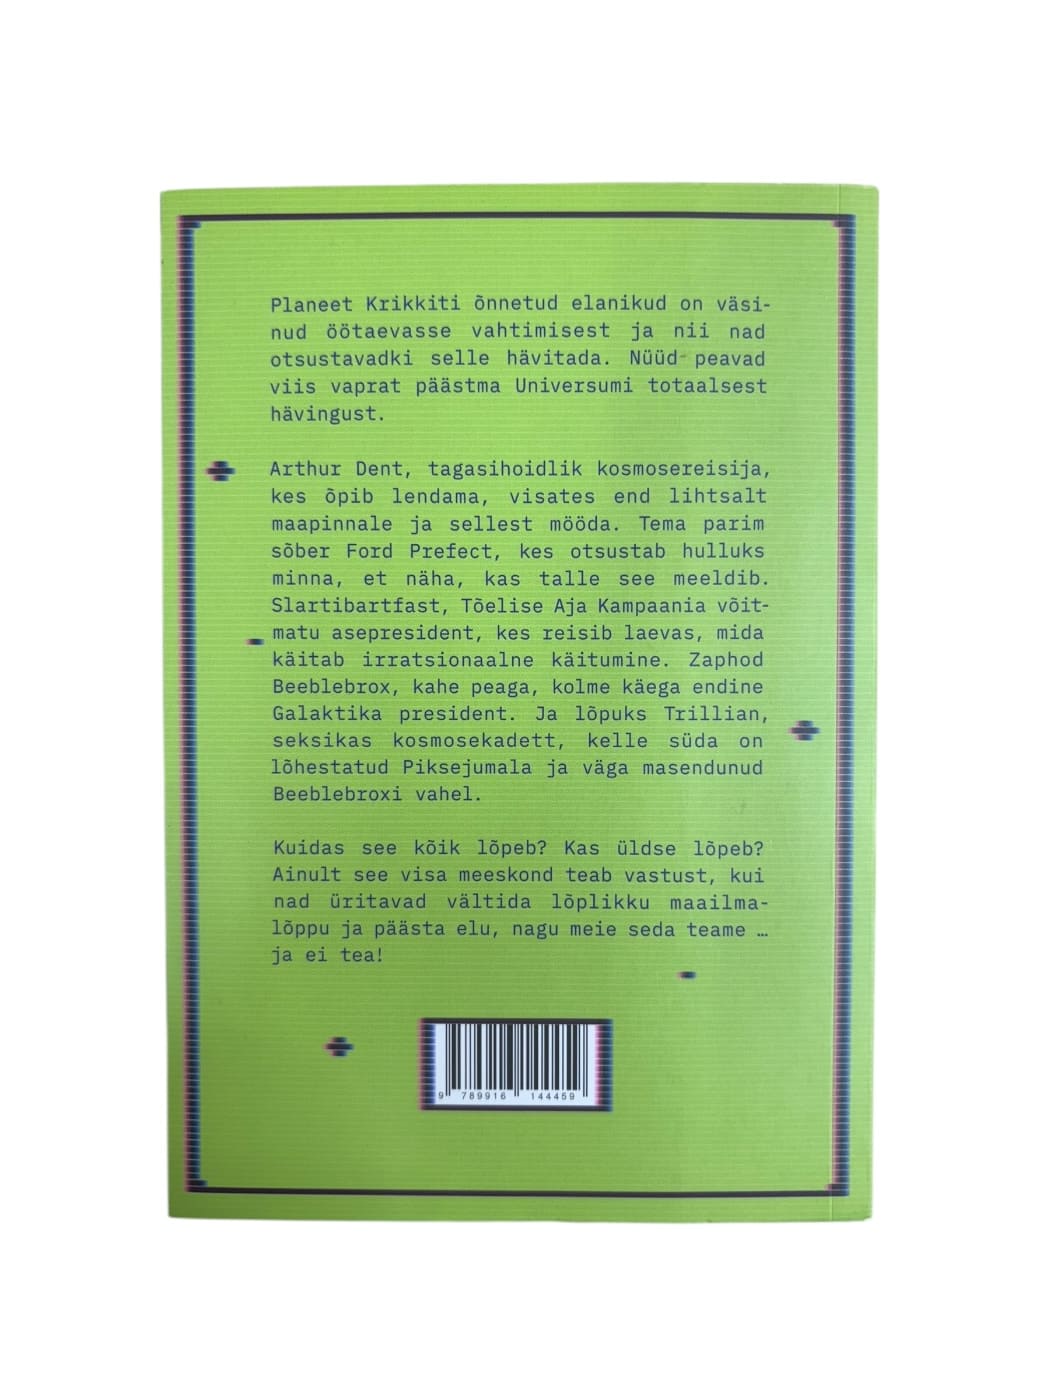 Planeet Krikkiti õnnetud elanikud on väsi-
nud öötaevasse vahtimisest ja nii nad
otsustavadki selle hävitada. Nüüd peavad
viis vaprat päästma Universumi totaalsest
hävingust.
Arthur Dent, tagasihoidlik kosmosereisija,
kes õpib lendama, visates end lihtsalt
maapinnale ja sellest mööda. Tema parim
sõber Ford Prefect, kes otsustab hulluks
minna, et näha, kas talle see meeldib.
Slartibartfast, Tõelise Aja Kampaania võit-
matu asepresident, kes reisib laevas, mida
käitab irratsionaalne käitumine. Zaphod
Beeblebrox, kahe peaga, kolme käega endine
Galaktika president. Ja lõpuks Trillian,
seksikas kosmosekadett, kelle süda on
lõhestatud Piksejumala ja väga masendunud
Beeblebroxi vahel.
Kuidas see kõik lõpeb? Kas üldse lõpeb?
Ainult see visa meeskond teab vastust, kui
nad üritavad vältida lõplikku maailma-
lõppu ja päästa elu, nagu meie seda teame …
ja ei tea!
9 789916 144459